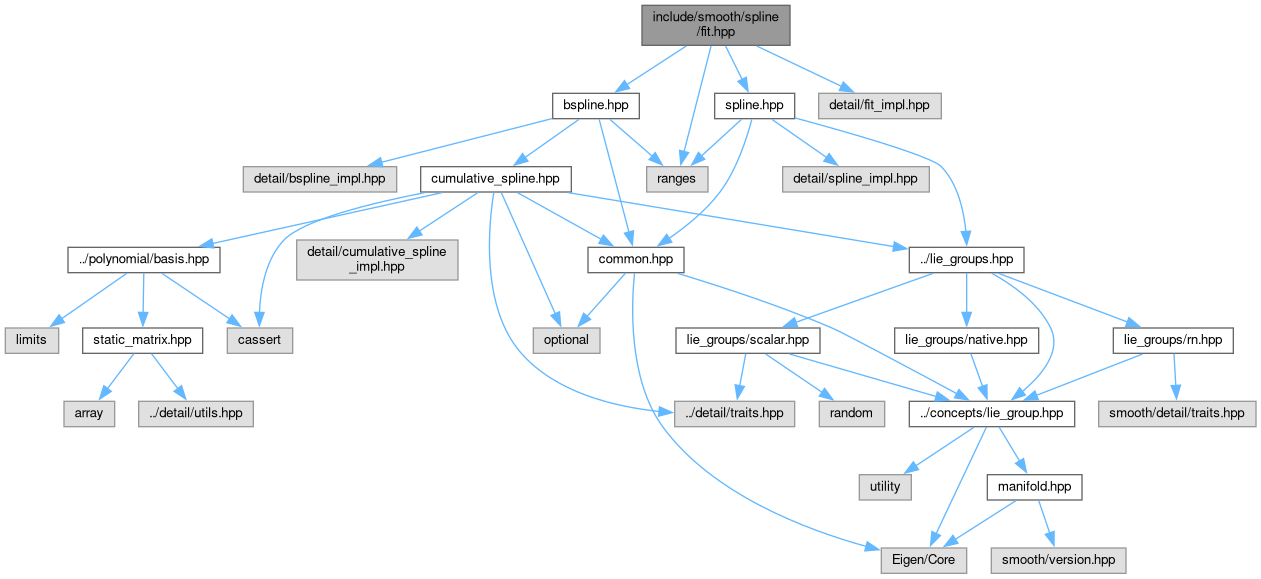 include/smooth/spline
/fit.hpp
bspline.hpp
spline.hpp
detail/fit_impl.hpp
detail/bspline_impl.hpp
cumulative_spline.hpp
ranges
detail/spline_impl.hpp
../polynomial/basis.hpp
detail/cumulative_spline
_impl.hpp
common.hpp
../lie_groups.hpp
limits
static_matrix.hpp
cassert
optional
lie_groups/scalar.hpp
lie_groups/native.hpp
lie_groups/rn.hpp
array
../detail/utils.hpp
../detail/traits.hpp
random
../concepts/lie_group.hpp
smooth/detail/traits.hpp
utility
manifold.hpp
Eigen/Core
smooth/version.hpp